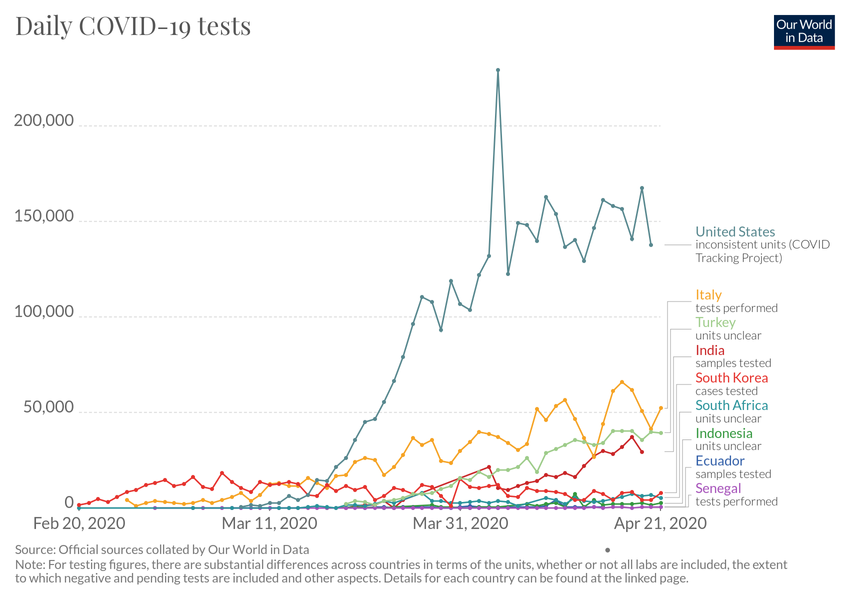 Daily COVID-19 tests
Our World
in Data
200,000
150,000
100,000
50,000
0
Feb 20, 2020
Mar 11, 2020
Mar 31, 2020
Apr 21, 2020
United States
inconsistent units (COVID
Tracking Project)
Italy
tests performed
Turkey
units unclear
India
samples tested
South Korea
cases tested
South Africa
units unclear
Indonesia
units unclear
Ecuador
samples tested
Senegal
tests performed
Source: Official sources collated by Our World in Data
Note: For testing figures, there are substantial differences across countries in terms of the units, whether or not all labs are included, the extent
to which negative and pending tests are included and other aspects. Details for each country can be found at the linked page.